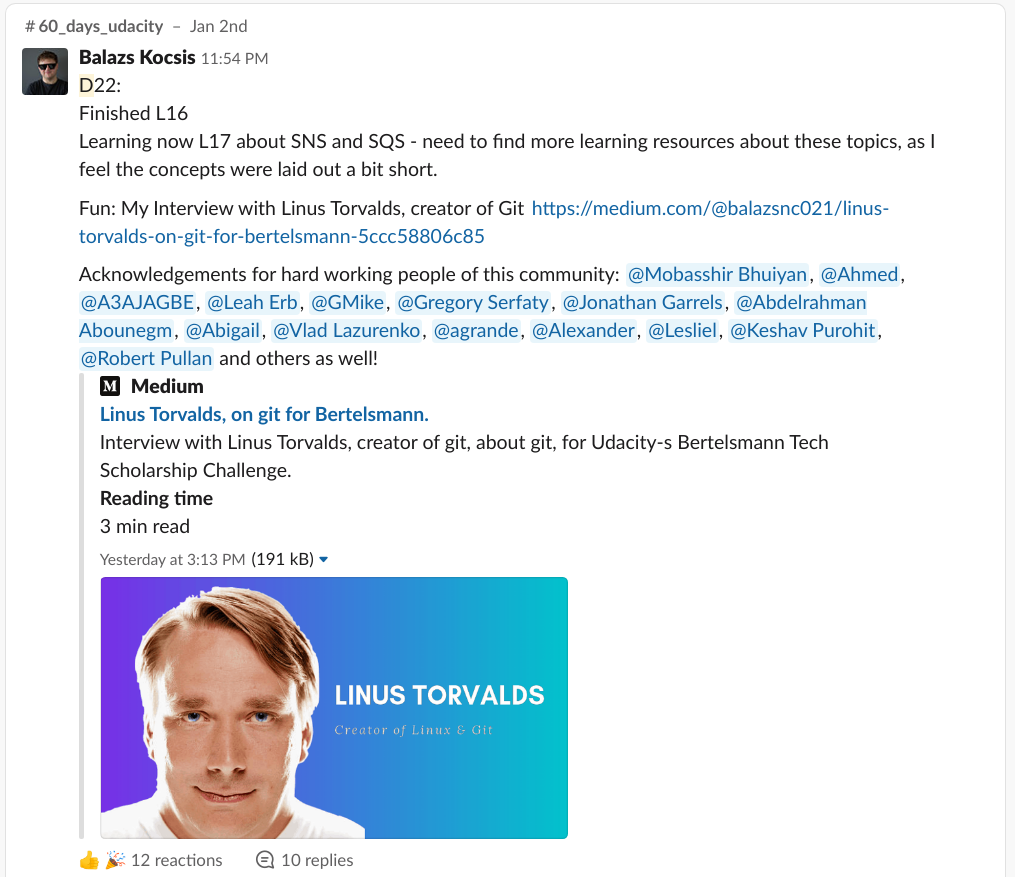 # 60_days_udacity – Jan 2nd
Balazs Kocsis 11:54 PM
D22:
Finished L16
Learning now L17 about SNS and SQS - need to find more learning resources about these topics, as I
feel the concepts were laid out a bit short.
Fun: My Interview with Linus Torvalds, creator of Git https://medium.com/@balazsnc021/linus-
torvalds-on-git-for-bertelsmann-5ccc58806c85
Acknowledgements for hard working people of this community: @Mobasshir Bhuiyan, @Ahmed,
@A3AJAGBE, @Leah Erb, @GMike, @Gregory Serfaty, @Jonathan Garrels, @Abdelrahman
Abounegm, @Abigail, @Vlad Lazurenko, @agrande, @Alexander, @Lesliel, @Keshav Purohit,
@Robert Pullan and others as well!
M Medium
Linus Torvalds, on git for Bertelsmann.
Interview with Linus Torvalds, creator of git, about git, for Udacity-s Bertelsmann Tech
Scholarship Challenge.
Reading time
3 min read
Yesterday at 3:13 PM (191 kB)
LINUS TORVALDS
Creator of Linux & Git
12 reactions 10 replies